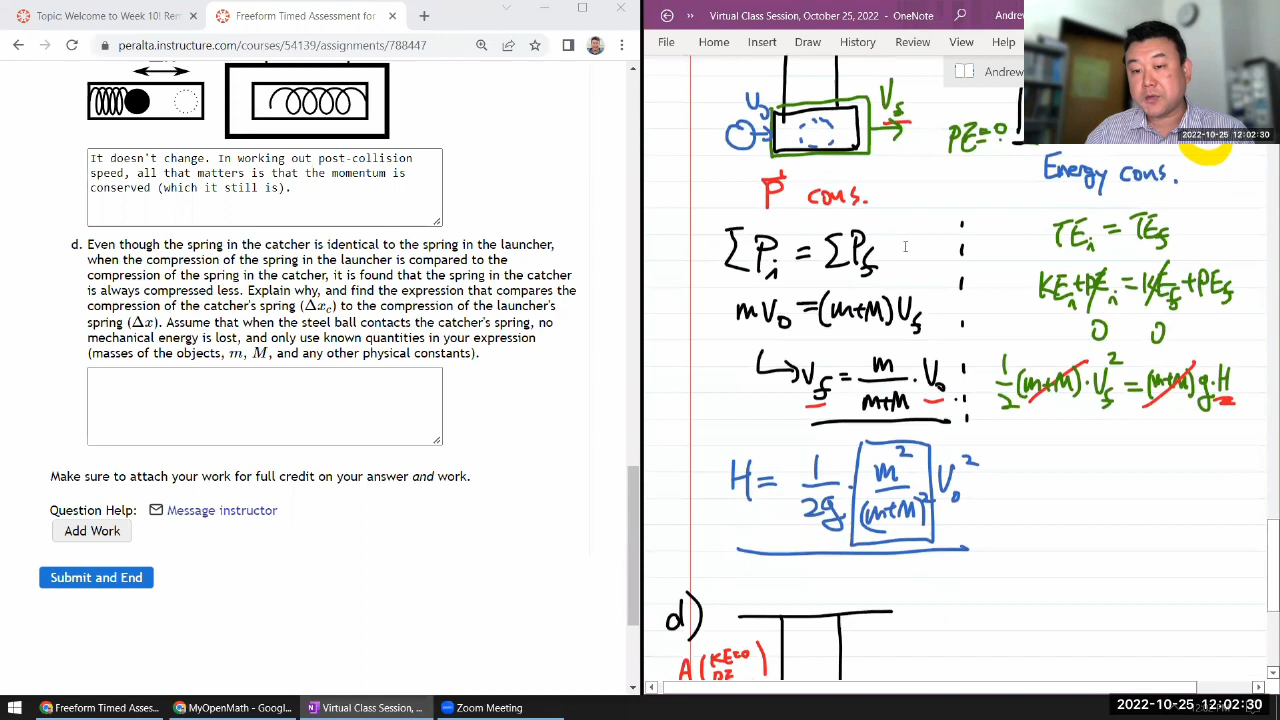 Topic: Welcome to Week 10! Rem
Freeform Timed Assessment for
peralta.instructure.com/courses/54139/assignments/788447
It doesn't change. In working out post-collision
speed, all that matters is that the momentum is
conserved (which it still is).
d. Even though the spring in the catcher is identical to the spring in the launcher,
when the compression of the spring in the launcher is compared to the
compression of the spring in the catcher, it is found that the spring in the catcher
is always compressed less. Explain why, and find the expression that compares the
compression of the catcher's spring (Δx_c) to the compression of the launcher's
spring (Δx). Assume that when the steel ball contacts the catcher's spring, no
mechanical energy is lost, and only use known quantities in your expression
(masses of the objects, m, M, and any other physical constants).
Make sure to attach your work for full credit on your answer and work.
Question Help: Message instructor
Add Work
Submit and End
Virtual Class Session, October 25, 2022 - OneNote
Andrew
File Home Insert Draw History Review View Help
Andrew
2022-10-25 12:02:30
V₀ V_f
PE=0
P cons.
Energy cons.
ΣP_i = ΣP_f
TE_i = TE_f
mV₀ = (m+M)V_f
KE_i+PE_i = KE_f+PE_f
0 0
V_f = m/(m+M) · V₀
1/2 (m+M)·V_f² = (m+M)g·H
H = 1/2g · m²/(m+M)² V₀²
d)
A (KE=0
Freeform Timed Asses...
MyOpenMath - Googl...
Virtual Class Session, ...
Zoom Meeting
2022-10-25 12:02:30